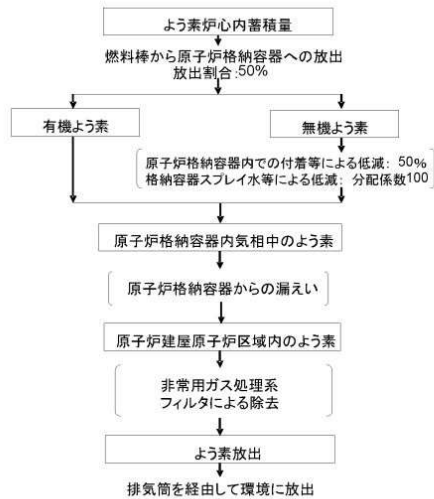 よう素炉心内蓄積量
燃料棒から原子炉格納容器への放出
放出割合:50%
有機よう素
無機よう素
原子炉格納容器内での付着等による低減: 50%
格納容器スプレイ水等による低減: 分配係数100
原子炉格納容器内気相中のよう素
原子炉格納容器からの漏えい
原子炉建屋原子炉区域内のよう素
非常用ガス処理系
フィルタによる除去
よう素放出
排気筒を経由して環境に放出